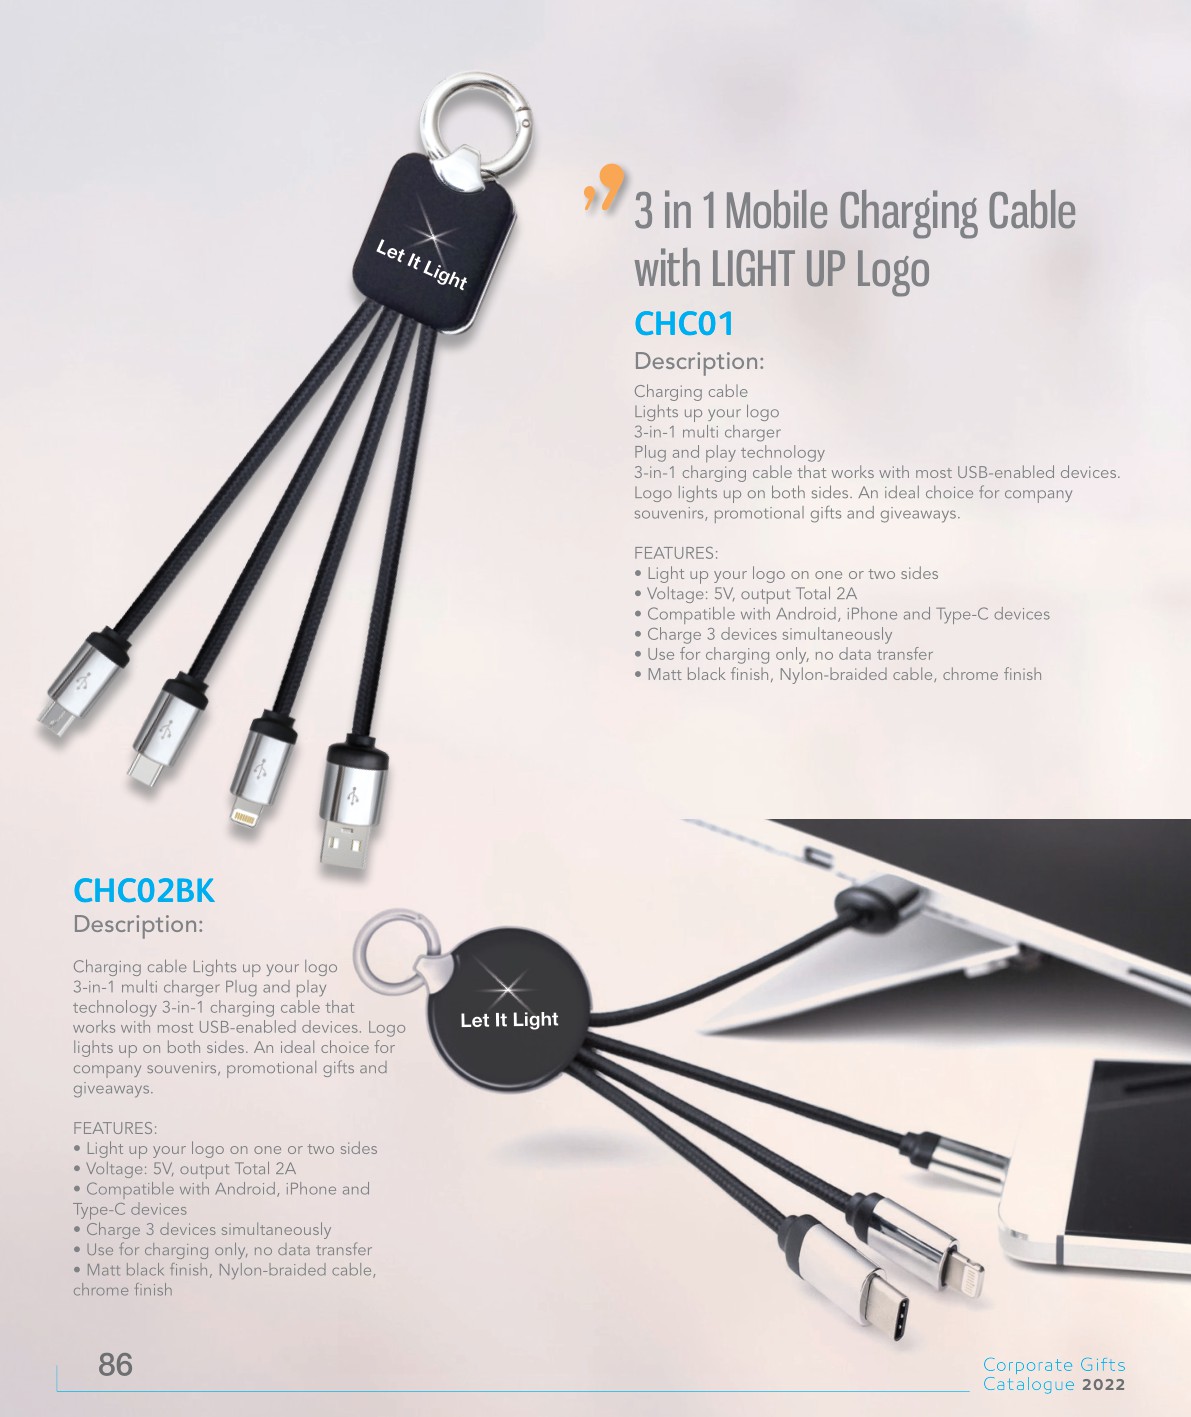 Let It Light
3 in 1 Mobile Charging Cable
with LIGHT UP Logo
CHC01
Description:
Charging cable
Lights up your logo
3-in-1 multi charger
Plug and play technology
3-in-1 charging cable that works with most USB-enabled devices.
Logo lights up on both sides. An ideal choice for company
souvenirs, promotional gifts and giveaways.
FEATURES:
• Light up your logo on one or two sides
• Voltage: 5V, output Total 2A
• Compatible with Android, iPhone and Type-C devices
• Charge 3 devices simultaneously
• Use for charging only, no data transfer
• Matt black finish, Nylon-braided cable, chrome finish
CHC02BK
Description:
Charging cable Lights up your logo
3-in-1 multi charger Plug and play
technology 3-in-1 charging cable that
works with most USB-enabled devices. Logo
lights up on both sides. An ideal choice for
company souvenirs, promotional gifts and
giveaways.
FEATURES:
• Light up your logo on one or two sides
• Voltage: 5V, output Total 2A
• Compatible with Android, iPhone and
Type-C devices
• Charge 3 devices simultaneously
• Use for charging only, no data transfer
• Matt black finish, Nylon-braided cable,
chrome finish
Let It Light
86
Corporate Gifts
Catalogue 2022